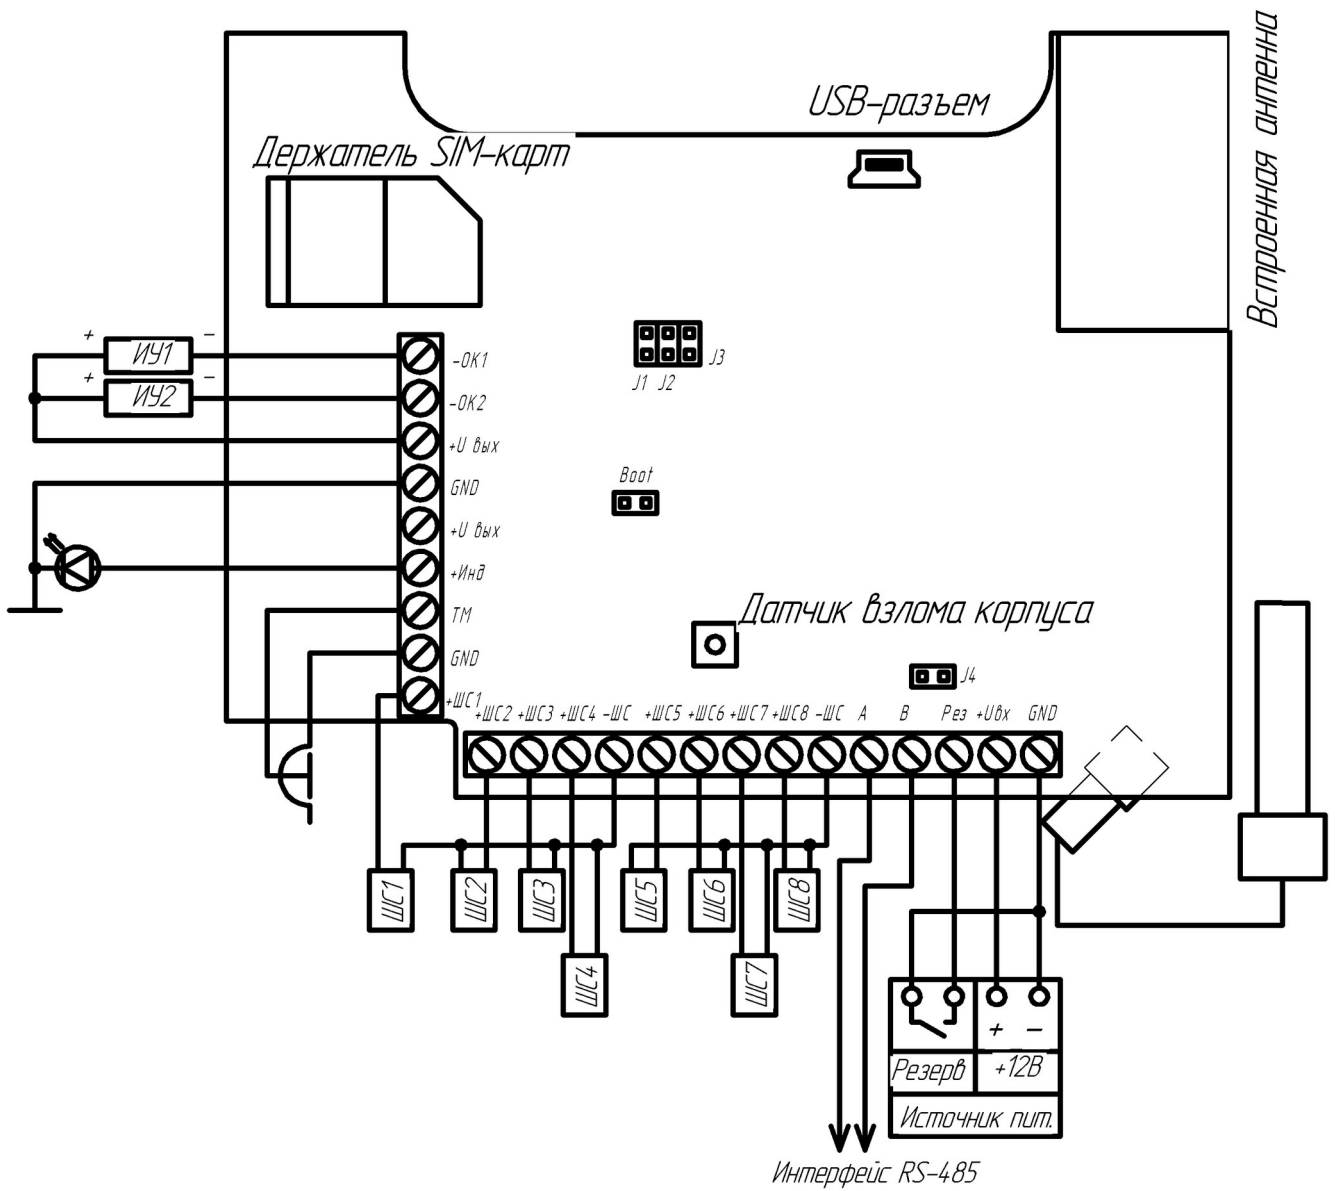 Встроенная антенна
USB-разъем
Держатель SIM-карт
+ ИУ1 -
-ОК1
+ ИУ2 -
-ОК2
J3
J1 J2
+U вых
GND
Boot
+U вых
+Инд
ТМ
Датчик взлома корпуса
GND
J4
+ШС1
+ШС2 +ШС3 +ШС4 -ШС +ШС5 +ШС6 +ШС7 +ШС8 -ШС А В Рез +Uвх GND
ШС1 ШС2 ШС3 ШС5 ШС6 ШС8
ШС4 ШС7
+ -
Резерв +12В
Источник пит.
Интерфейс RS-485